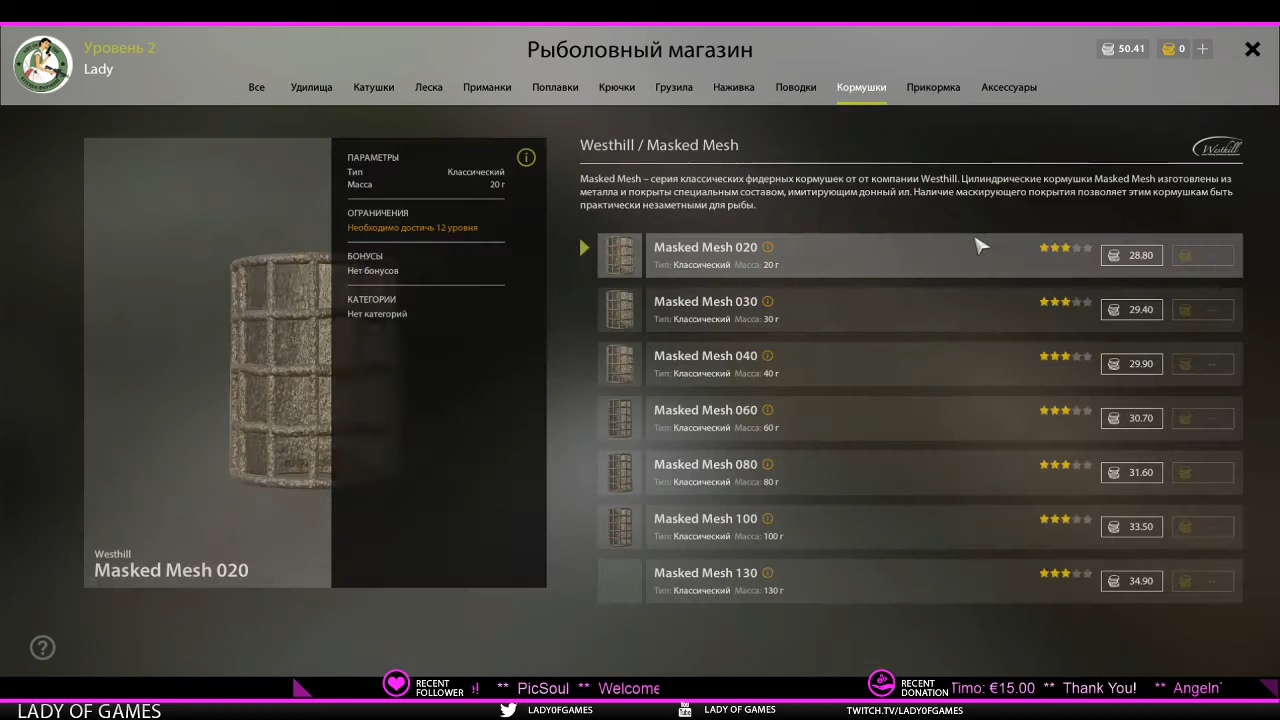 Уровень 2
Lady
Рыболовный магазин
50.41
0
Все Удилища Катушки Леска Приманки Поплавки Крючки Грузила Наживка Поводки Кормушки Прикормка Аксессуары
ПАРАМЕТРЫ
Тип Классический
Масса 20 г
ОГРАНИЧЕНИЯ
Необходимо достичь 12 уровня
БОНУСЫ
Нет бонусов
КАТЕГОРИИ
Нет категорий
Westhill
Masked Mesh 020
Westhill / Masked Mesh
Westhill
Masked Mesh – серия классических фидерных кормушек от от компании Westhill. Цилиндрические кормушки Masked Mesh изготовлены из
металла и покрыты специальным составом, имитирующим донный ил. Наличие маскирующего покрытия позволяет этим кормушкам быть
практически незаметными для рыбы.
Masked Mesh 020 28.80 --
Тип: Классический Масса: 20 г
Masked Mesh 030 29.40 --
Тип: Классический Масса: 30 г
Masked Mesh 040 29.90 --
Тип: Классический Масса: 40 г
Masked Mesh 060 30.70 --
Тип: Классический Масса: 60 г
Masked Mesh 080 31.60 --
Тип: Классический Масса: 80 г
Masked Mesh 100 33.50 --
Тип: Классический Масса: 100 г
Masked Mesh 130 34.90 --
Тип: Классический Масса: 130 г
?
RECENT
FOLLOWER
! ** PicSoul ** Welcome
RECENT
DONATION
Timo: €15.00 ** Thank You! ** Angeln
LADY OF GAMES
LADY0FGAMES
LADY OF GAMES
TWITCH.TV/LADY0FGAMES